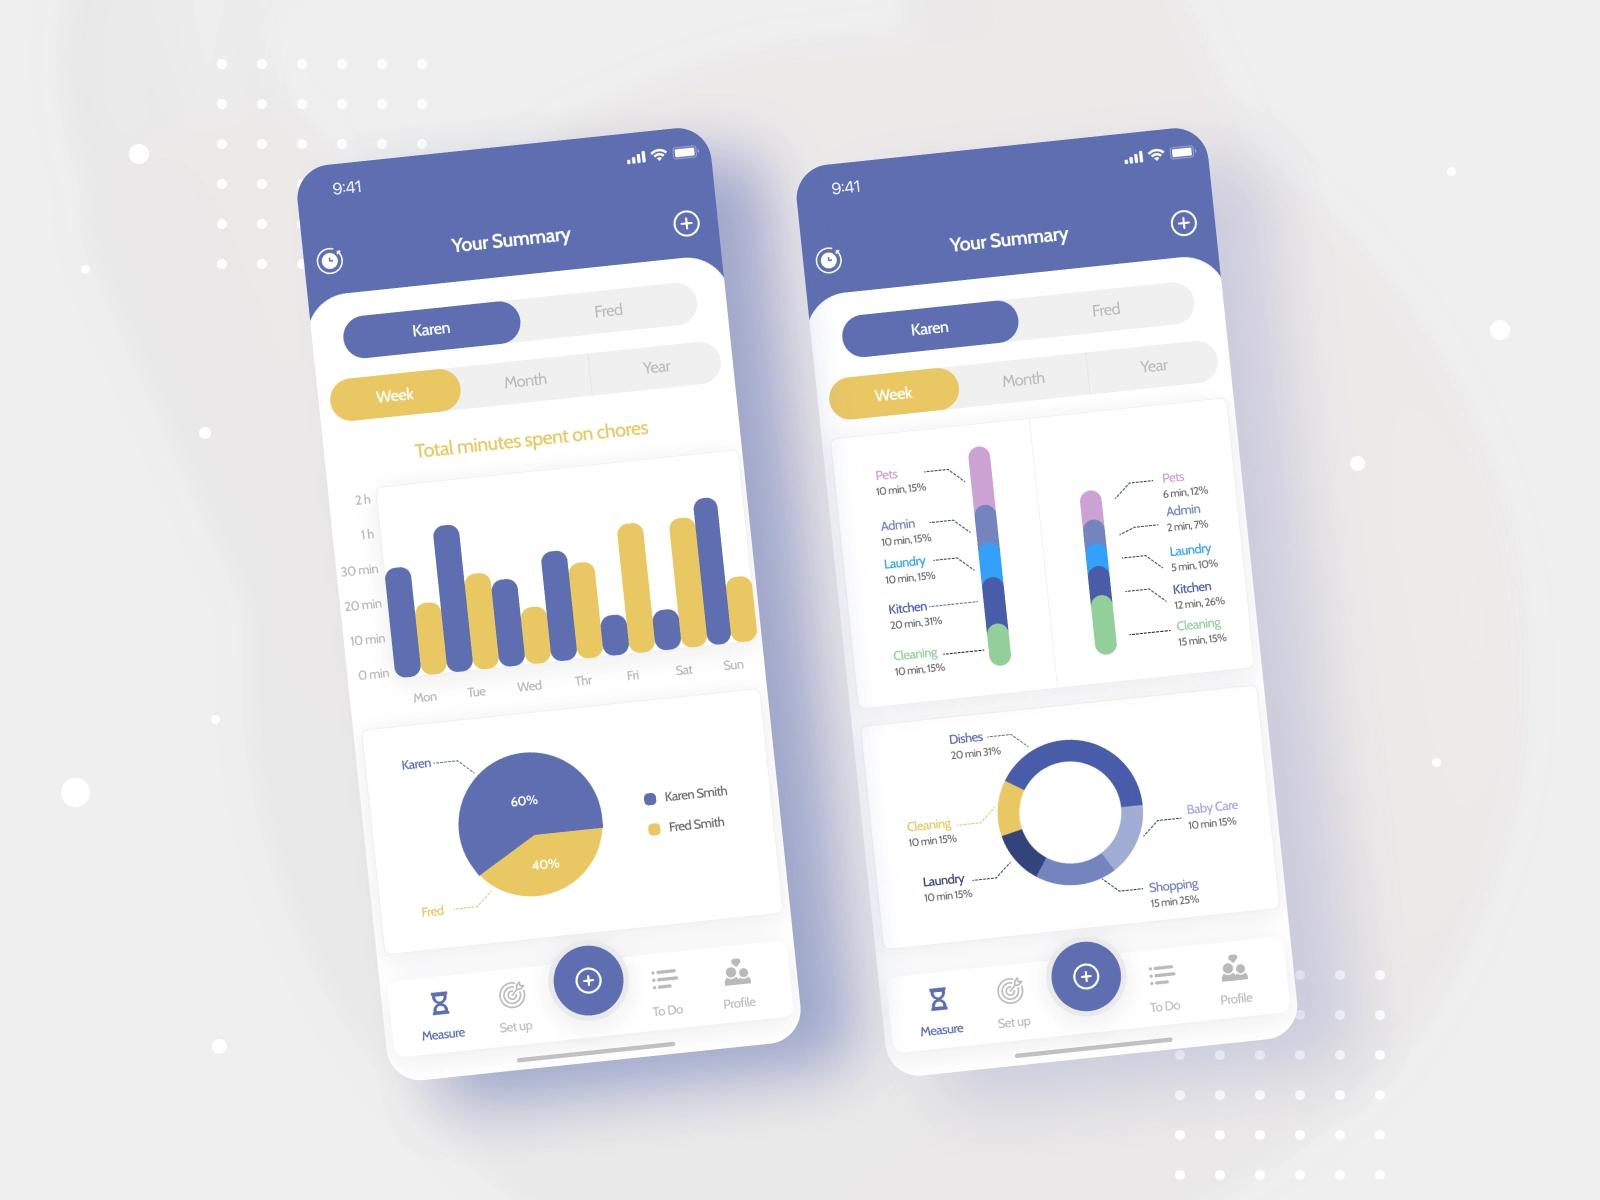 9:41
Your Summary
Karen
Fred
Week
Month
Year
Total minutes spent on chores
2 h
1 h
30 min
20 min
10 min
0 min
Mon
Tue
Wed
Thr
Fri
Sat
Sun
Karen
60%
40%
Fred
Karen Smith
Fred Smith
Measure
Set up
To Do
Profile
9:41
Your Summary
Karen
Fred
Week
Month
Year
Pets
10 min, 15%
Admin
10 min, 15%
Laundry
10 min, 15%
Kitchen
20 min, 31%
Cleaning
10 min, 15%
Pets
6 min, 12%
Admin
2 min, 7%
Laundry
5 min, 10%
Kitchen
12 min, 26%
Cleaning
15 min, 15%
Dishes
20 min 31%
Cleaning
10 min 15%
Laundry
10 min 15%
Baby Care
10 min 15%
Shopping
15 min 25%
Measure
Set up
To Do
Profile